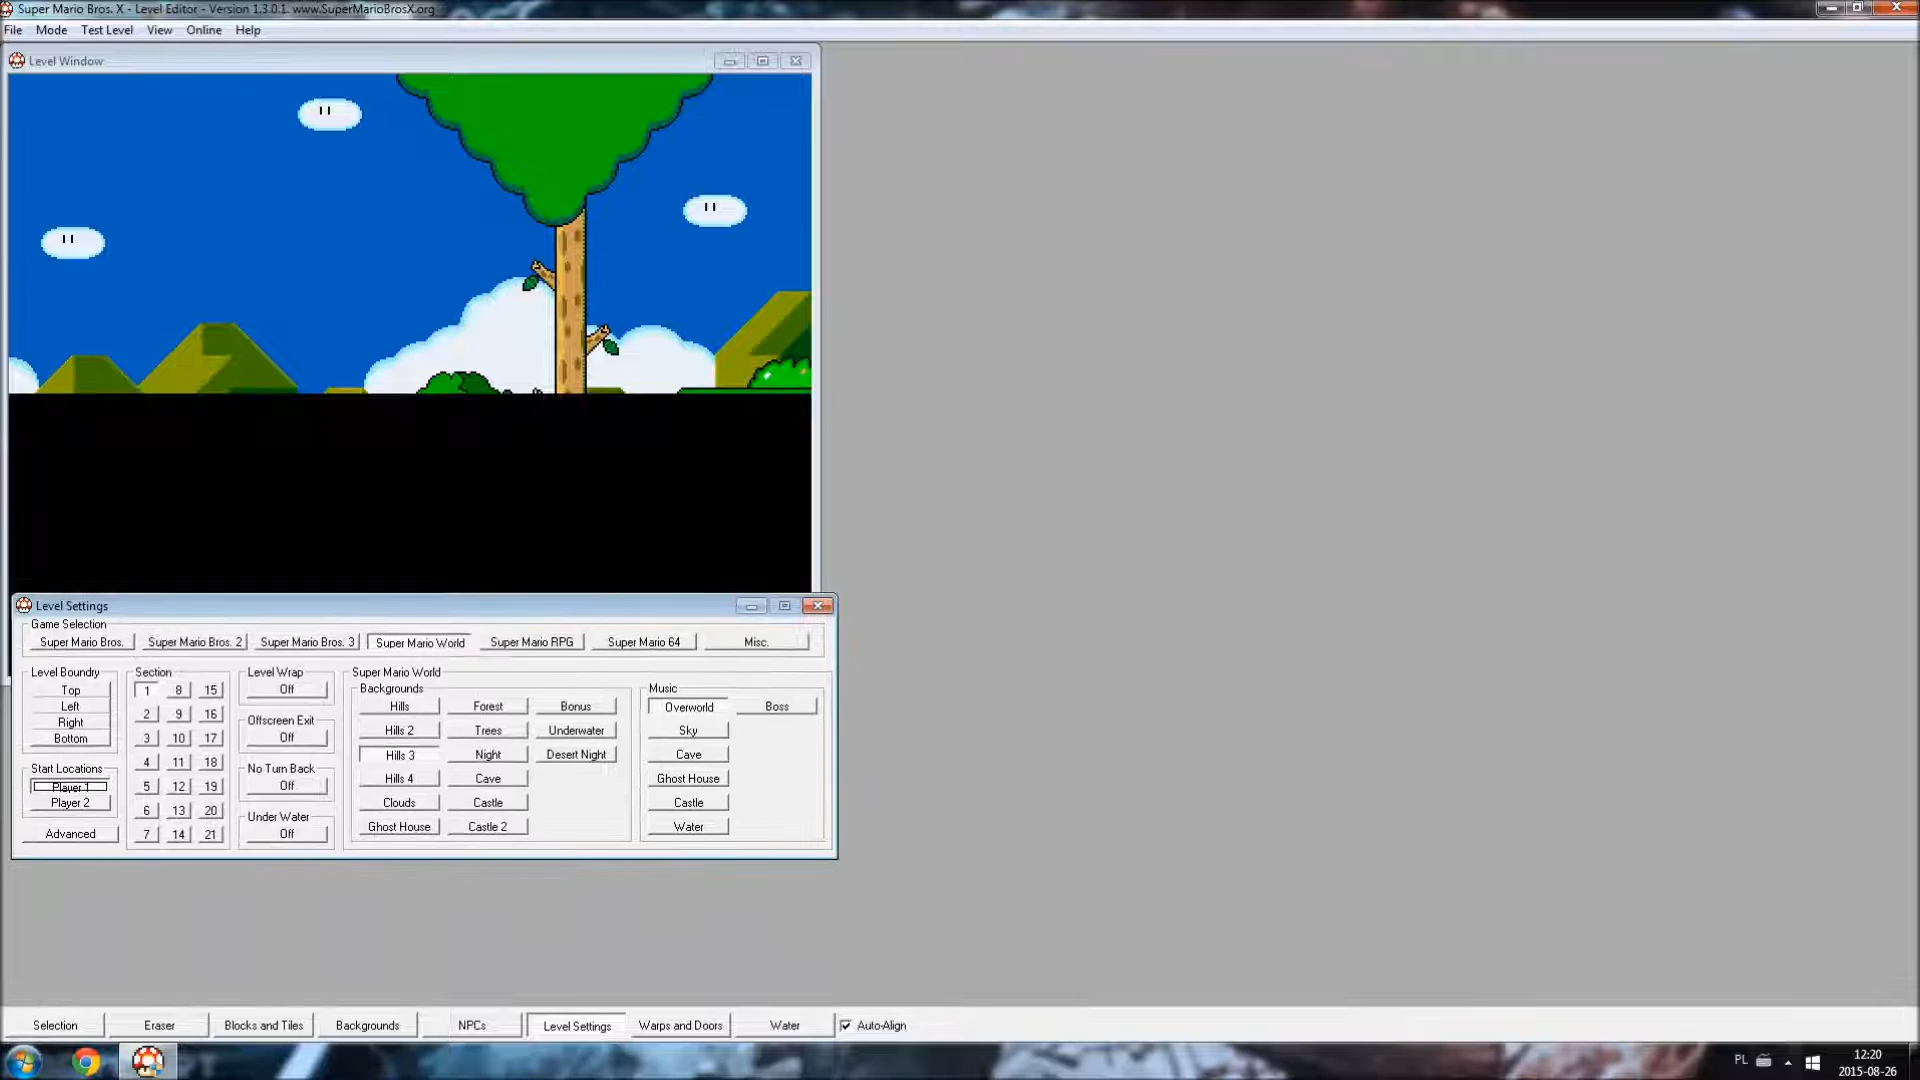 Super Mario Bros. X - Level Editor - Version 1.3.0.1. www.SuperMarioBrosX.org
File Mode Test Level View Online Help
Level Window
Level Settings
Game Selection
Super Mario Bros. Super Mario Bros. 2 Super Mario Bros. 3 Super Mario World Super Mario RPG Super Mario 64 Misc.
Level Boundry
Top
Left
Right
Bottom
Start Locations
Player 1
Player 2
Advanced
Section
1 8 15
2 9 16
3 10 17
4 11 18
5 12 19
6 13 20
7 14 21
Level Wrap
Off
Offscreen Exit
Off
No Turn Back
Off
Under Water
Off
Super Mario World
Backgrounds
Hills Forest Bonus
Hills 2 Trees Underwater
Hills 3 Night Desert Night
Hills 4 Cave
Clouds Castle
Ghost House Castle 2
Music
Overworld Boss
Sky
Cave
Ghost House
Castle
Water
Selection Eraser Blocks and Tiles Backgrounds NPCs Level Settings Warps and Doors Water Auto-Align
PL
12:20
2015-08-26